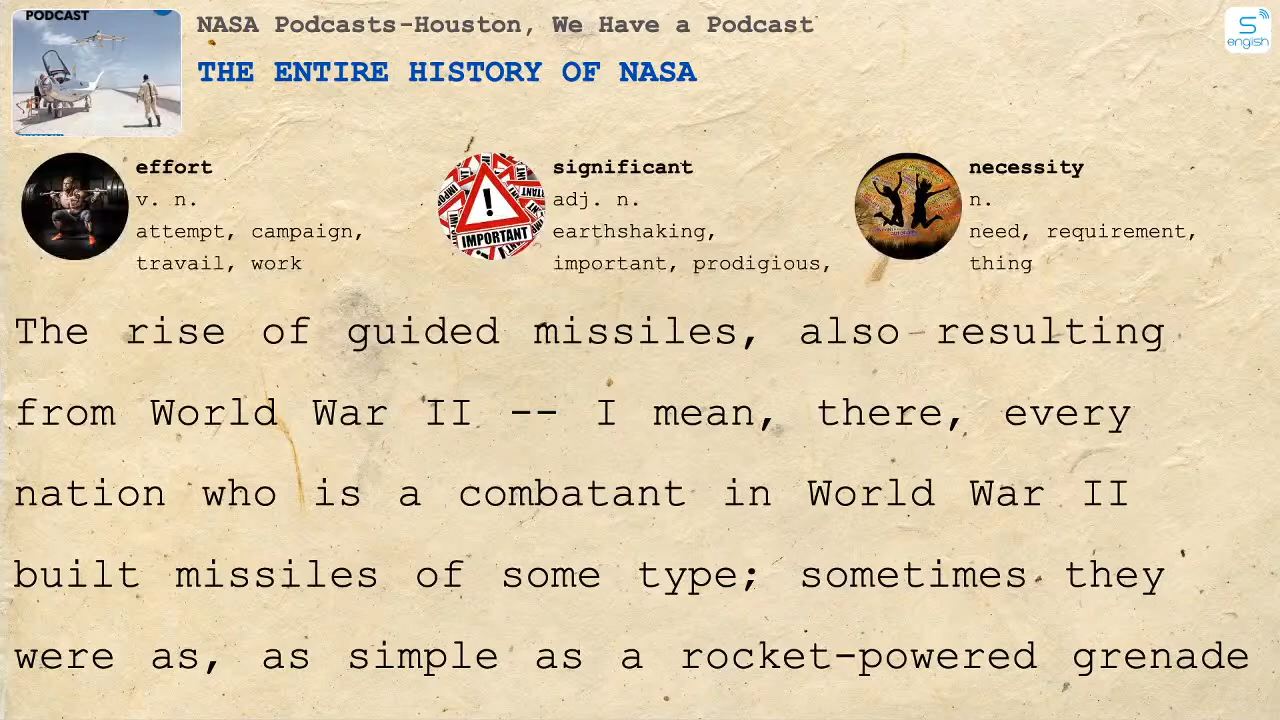 PODCAST
NASA Podcasts-Houston, We Have a Podcast
THE ENTIRE HISTORY OF NASA
S
english
effort
v. n.
attempt, campaign,
travail, work
IMPORTANT
significant
adj. n.
earthshaking,
important, prodigious,
necessity
n.
need, requirement,
thing
The rise of guided missiles, also resulting
from World War II -- I mean, there, every
nation who is a combatant in World War II
built missiles of some type; sometimes they
were as, as simple as a rocket-powered grenade